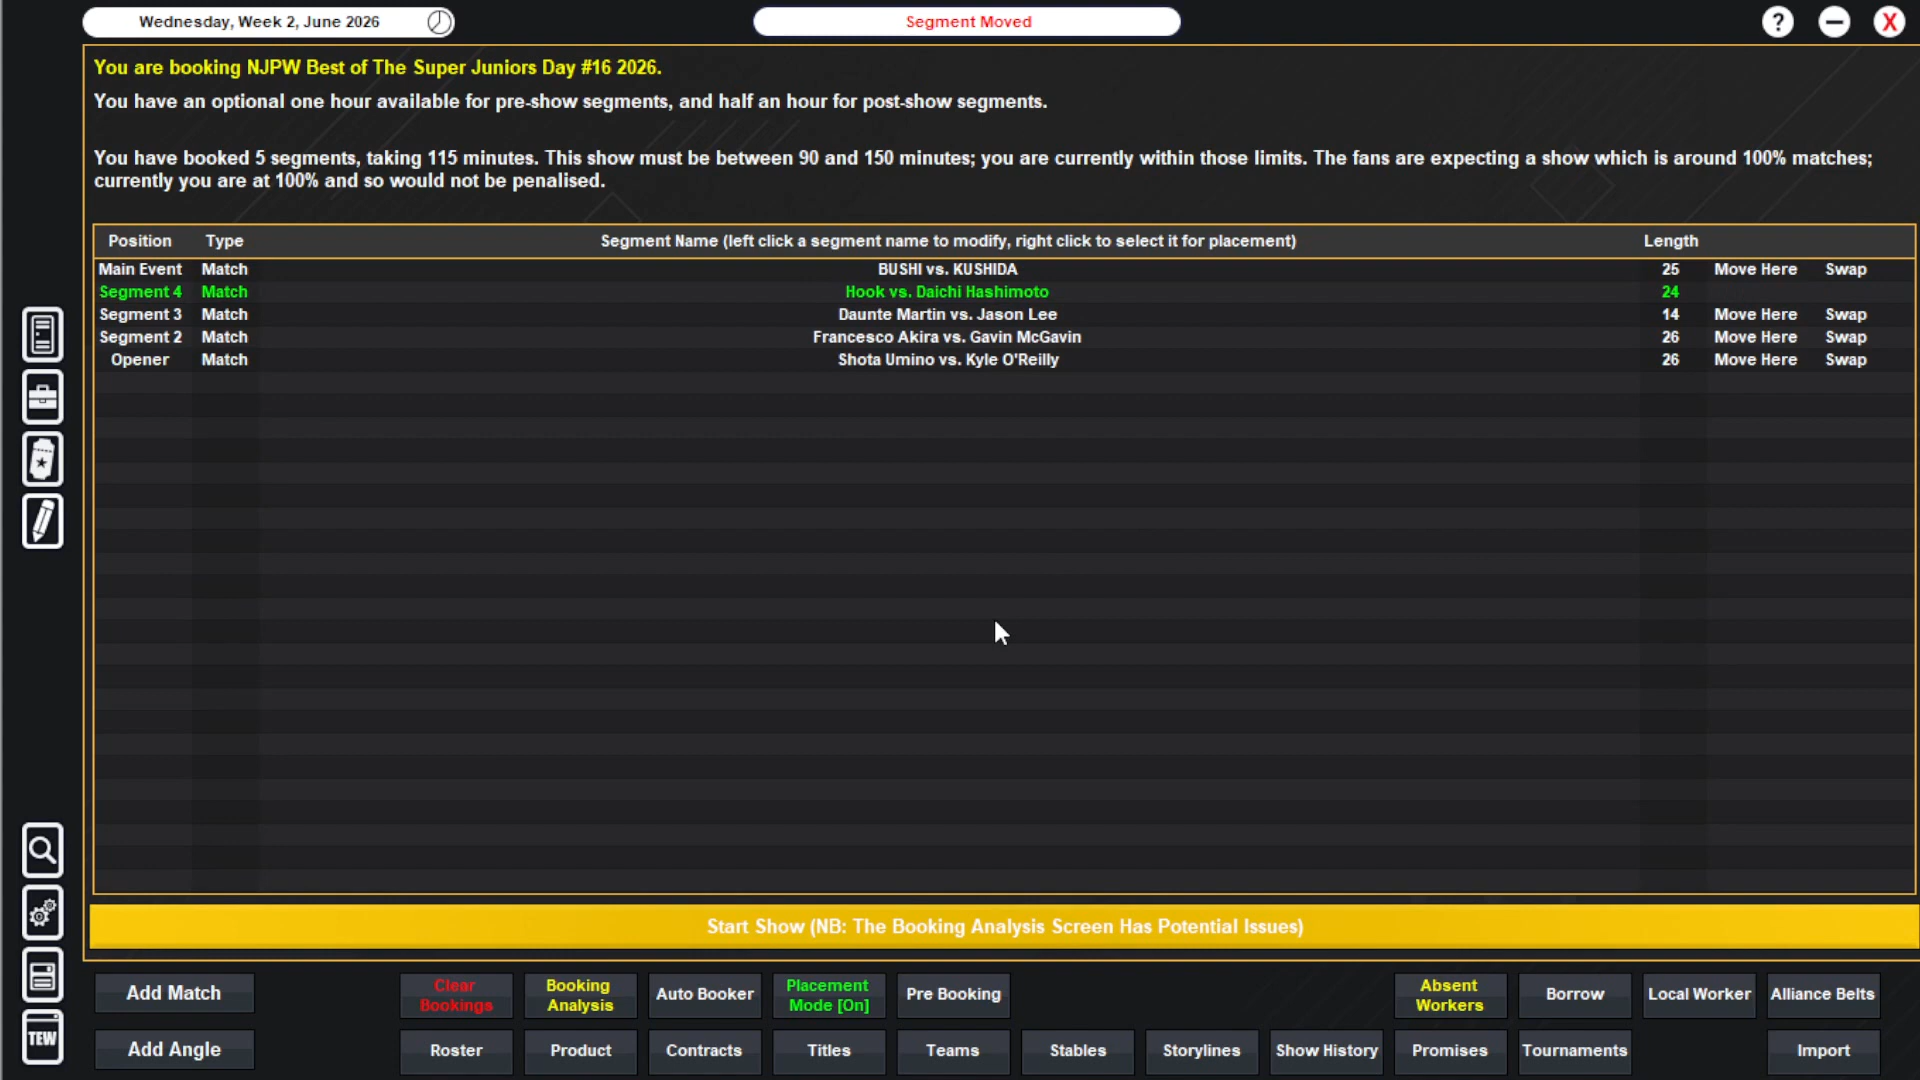 Wednesday, Week 2, June 2026
Segment Moved
?
X
You are booking NJPW Best of The Super Juniors Day #16 2026.
You have an optional one hour available for pre-show segments, and half an hour for post-show segments.
You have booked 5 segments, taking 115 minutes. This show must be between 90 and 150 minutes; you are currently within those limits. The fans are expecting a show which is around 100% matches;
currently you are at 100% and so would not be penalised.
Position Type Segment Name (left click a segment name to modify, right click to select it for placement) Length
Main Event Match BUSHI vs. KUSHIDA 25 Move Here Swap
Segment 4 Match Hook vs. Daichi Hashimoto 24
Segment 3 Match Daunte Martin vs. Jason Lee 14 Move Here Swap
Segment 2 Match Francesco Akira vs. Gavin McGavin 26 Move Here Swap
Opener Match Shota Umino vs. Kyle O'Reilly 26 Move Here Swap
Start Show (NB: The Booking Analysis Screen Has Potential Issues)
Add Match
Clear Bookings
Booking Analysis
Auto Booker
Placement Mode [On]
Pre Booking
Absent Workers
Borrow
Local Worker
Alliance Belts
TEW
Add Angle
Roster
Product
Contracts
Titles
Teams
Stables
Storylines
Show History
Promises
Tournaments
Import